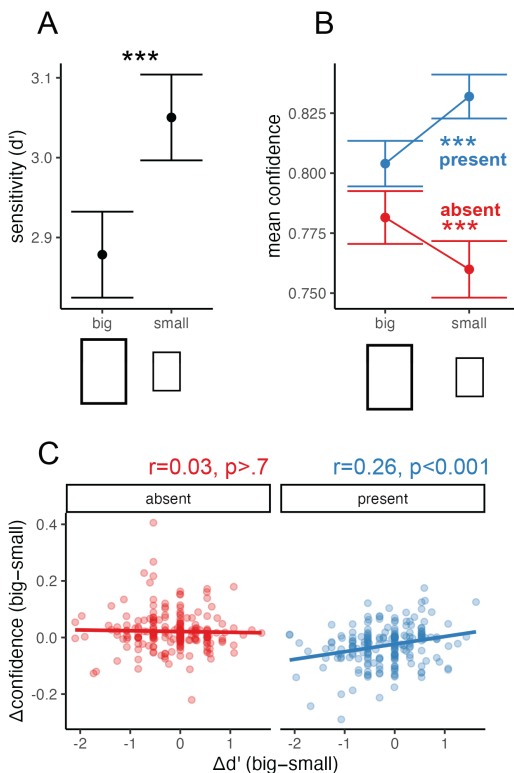 A
***
3.1
3.0
2.9
sensitivity (d')
big
small
B
0.825
0.800
0.775
0.750
mean confidence
***
present
absent
***
big
small
C
r=0.03, p>.7
r=0.26, p<0.001
absent
present
0.4
0.2
0.0
-0.2
Δconfidence (big−small)
-2
-1
0
1
-2
-1
0
1
Δd' (big−small)